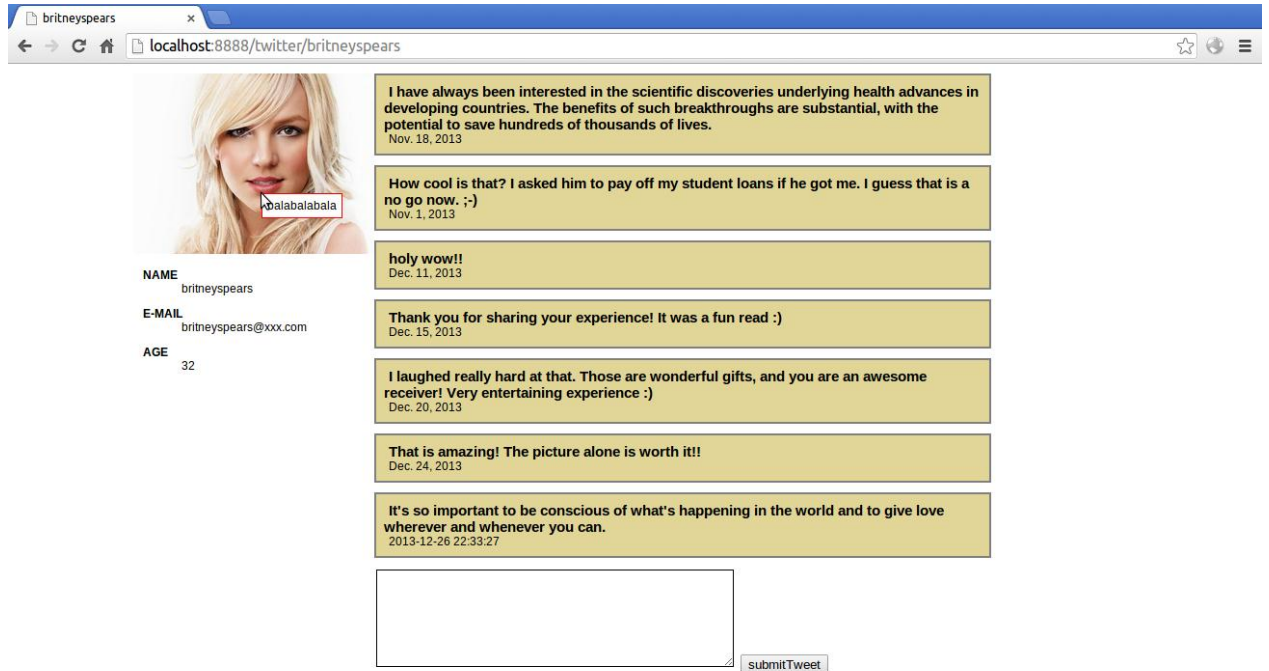 britneyspears
localhost:8888/twitter/britneyspears
I have always been interested in the scientific discoveries underlying health advances in
developing countries. The benefits of such breakthroughs are substantial, with the
potential to save hundreds of thousands of lives.
Nov. 18, 2013
How cool is that? I asked him to pay off my student loans if he got me. I guess that is a
no go now. ;-)
Nov. 1, 2013
holy wow!!
Dec. 11, 2013
Thank you for sharing your experience! It was a fun read :)
Dec. 15, 2013
I laughed really hard at that. Those are wonderful gifts, and you are an awesome
receiver! Very entertaining experience :)
Dec. 20, 2013
That is amazing! The picture alone is worth it!!
Dec. 24, 2013
It's so important to be conscious of what's happening in the world and to give love
wherever and whenever you can.
2013-12-26 22:33:27
submitTweet
NAME
britneyspears
E-MAIL
britneyspears@xxx.com
AGE
32